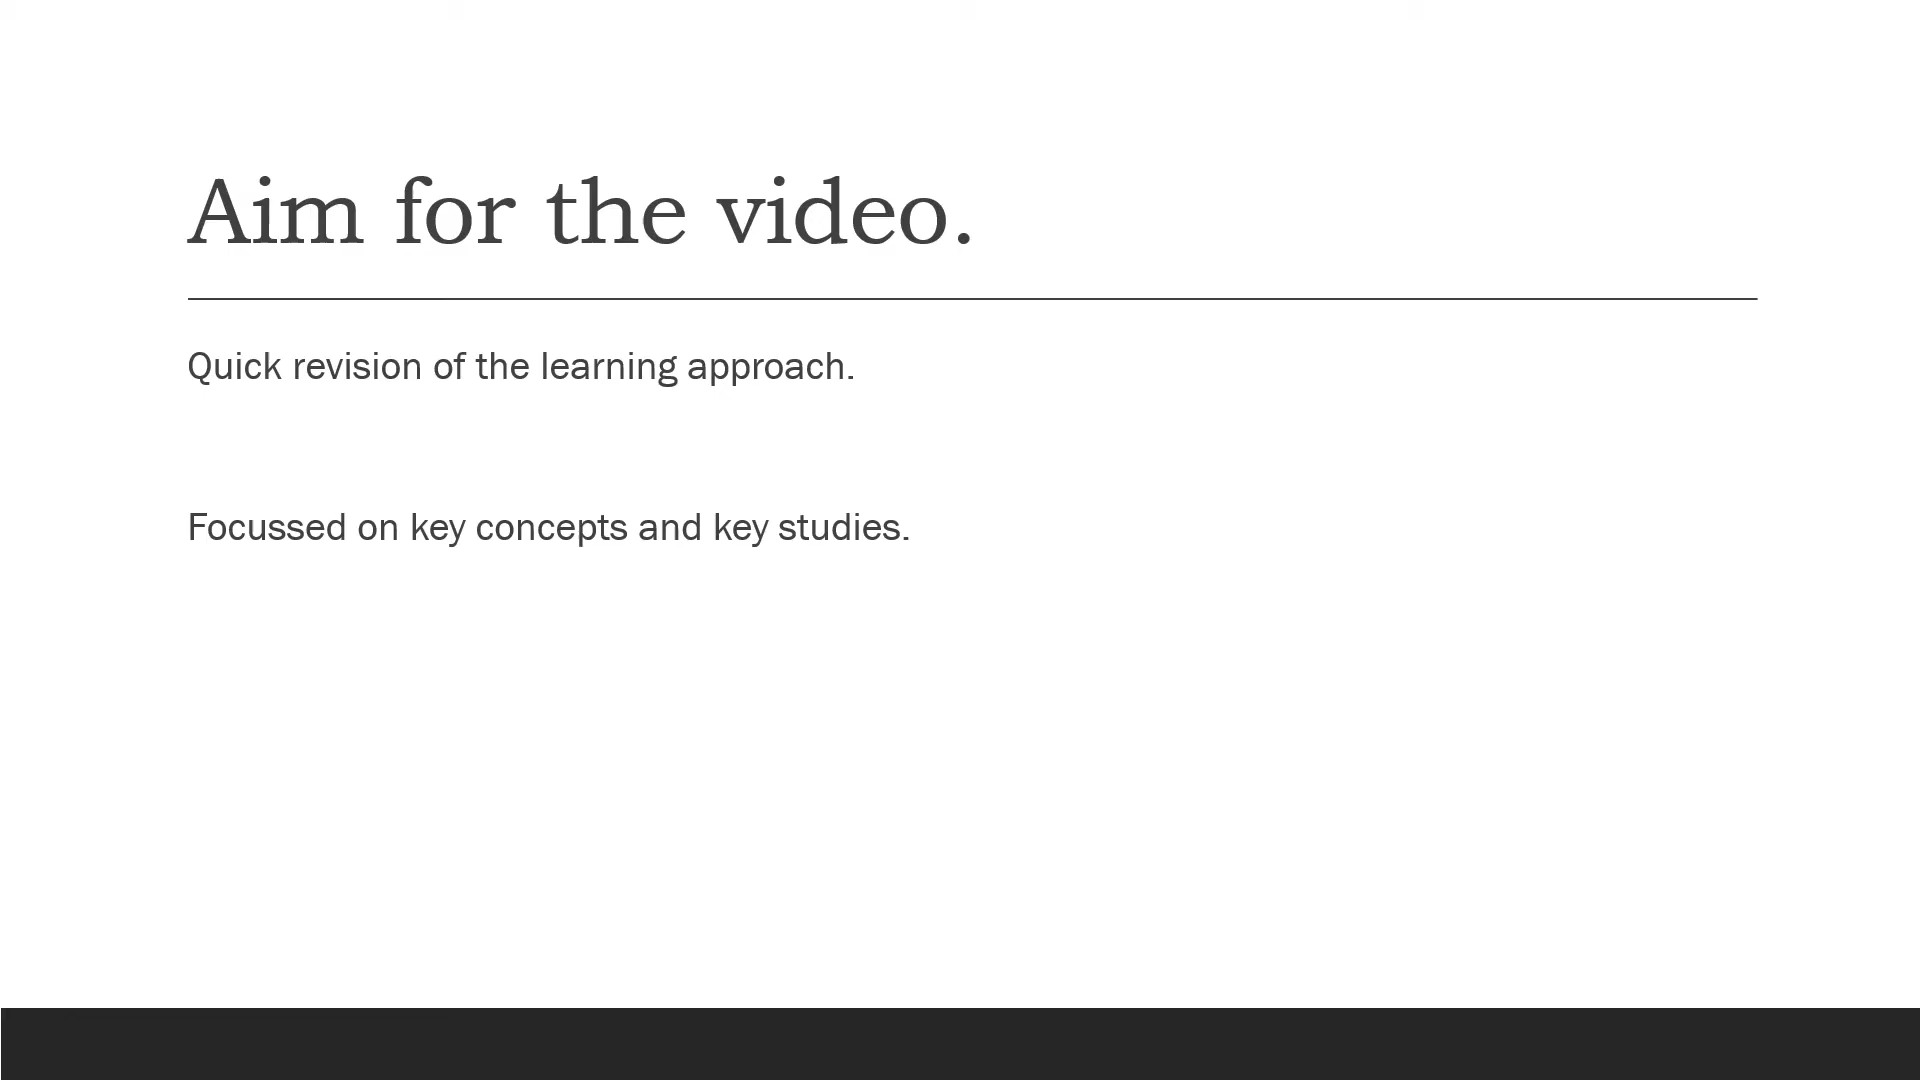 Aim for the video.
Quick revision of the learning approach.
Focussed on key concepts and key studies.